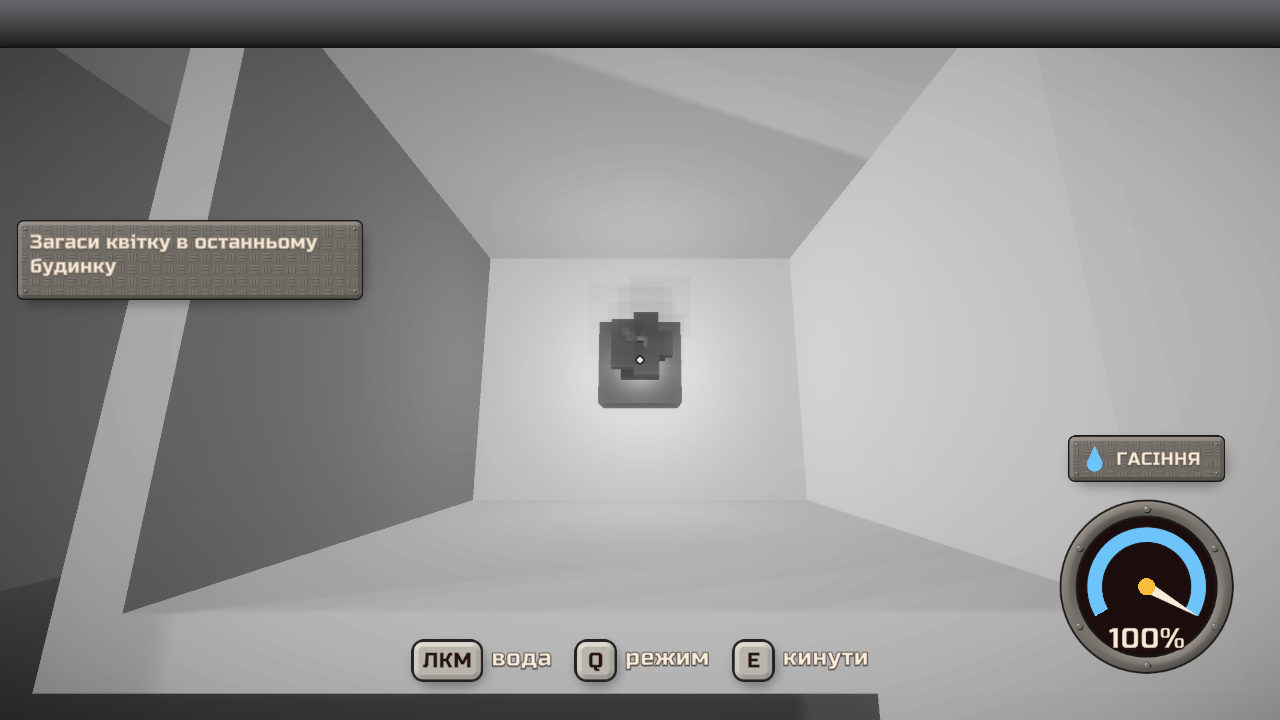 Загаси квітку в останньому
будинку
ГАСІННЯ
100%
ЛКМ вода Q режим E кинути